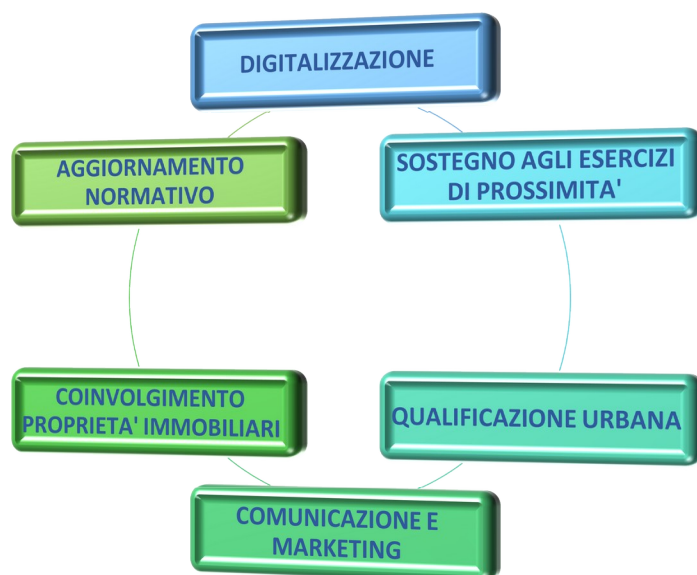 DIGITALIZZAZIONE
SOSTEGNO AGLI ESERCIZI
DI PROSSIMITA'
QUALIFICAZIONE URBANA
COMUNICAZIONE E
MARKETING
COINVOLGIMENTO
PROPRIETA' IMMOBILIARI
AGGIORNAMENTO
NORMATIVO